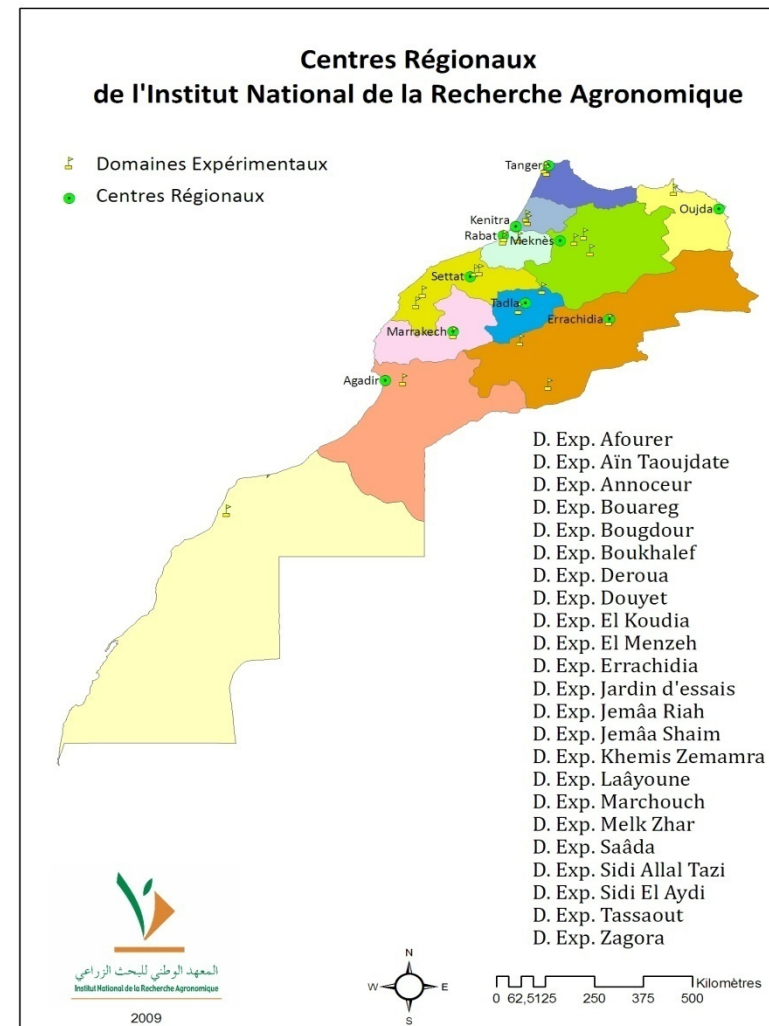 Centres Régionaux
de l'Institut National de la Recherche Agronomique
Domaines Expérimentaux
Centres Régionaux
Tanger
Oujda
Kenitra
Rabat
Meknès
Settat
Tadla
Errachidia
Marrakech
Agadir
D. Exp. Afourer
D. Exp. Aïn Taoujdate
D. Exp. Annoceur
D. Exp. Bouareg
D. Exp. Bougdour
D. Exp. Boukhalef
D. Exp. Deroua
D. Exp. Douyet
D. Exp. El Koudia
D. Exp. El Menzeh
D. Exp. Errachidia
D. Exp. Jardin d'essais
D. Exp. Jemâa Riah
D. Exp. Jemâa Shaim
D. Exp. Khemis Zemamra
D. Exp. Laâyoune
D. Exp. Marchouch
D. Exp. Melk Zhar
D. Exp. Saâda
D. Exp. Sidi Allal Tazi
D. Exp. Sidi El Aydi
D. Exp. Tassaout
D. Exp. Zagora
المعهد الوطني للبحث الزراعي
Institut National de la Recherche Agronomique
2009
N
W E
S
Kilomètres
0 62,5125 250 375 500